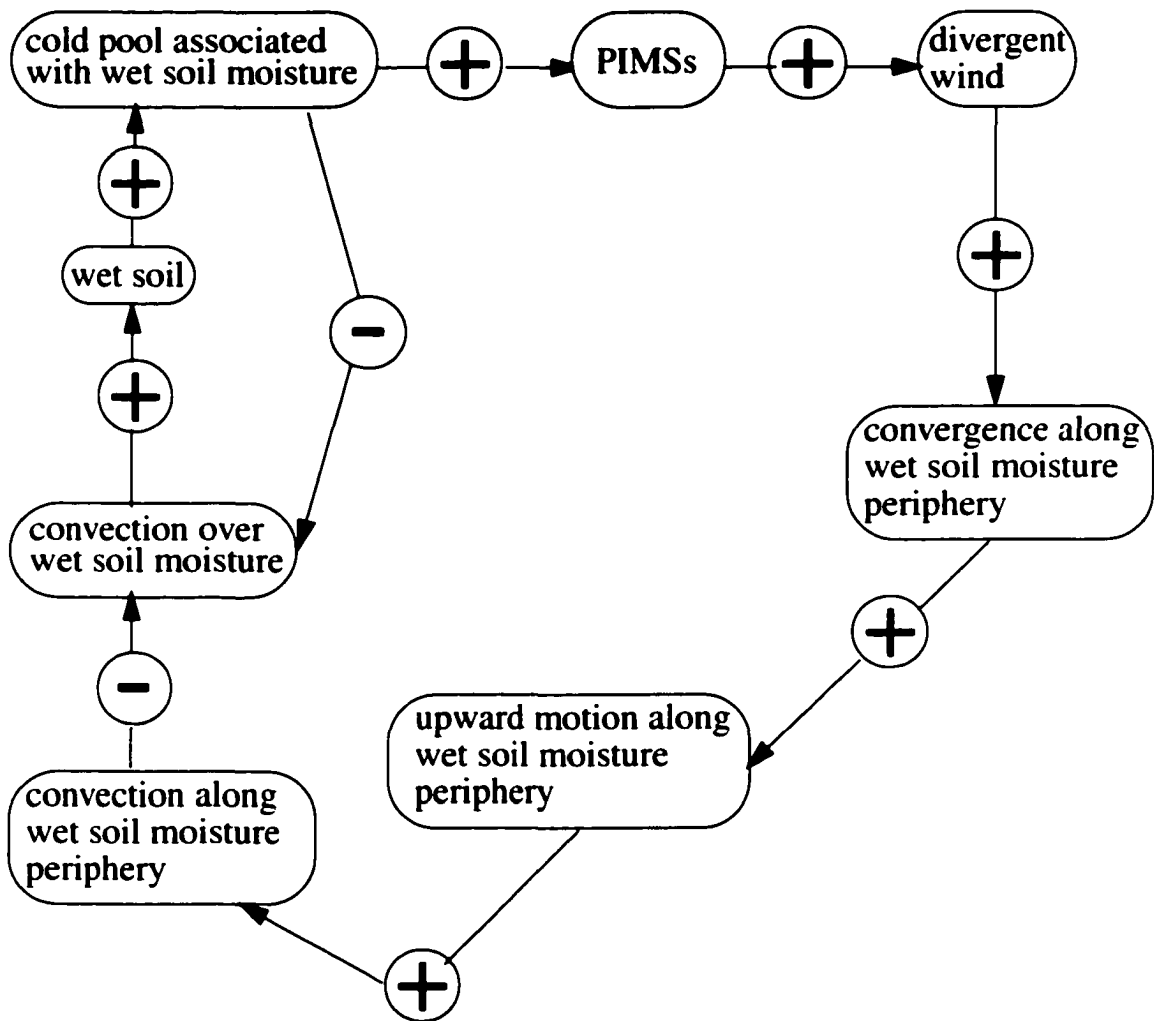 cold pool associated
with wet soil moisture
+
PIMSs
+
divergent
wind
+
+
wet soil
-
+
convergence along
wet soil moisture
periphery
convection over
wet soil moisture
+
-
upward motion along
wet soil moisture
periphery
convection along
wet soil moisture
periphery
+